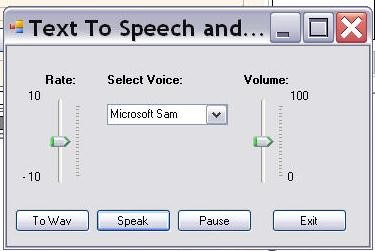 Text To Speech and...
Rate:
Select Voice:
Volume:
10
100
Microsoft Sam
-10
0
To Wav
Speak
Pause
Exit